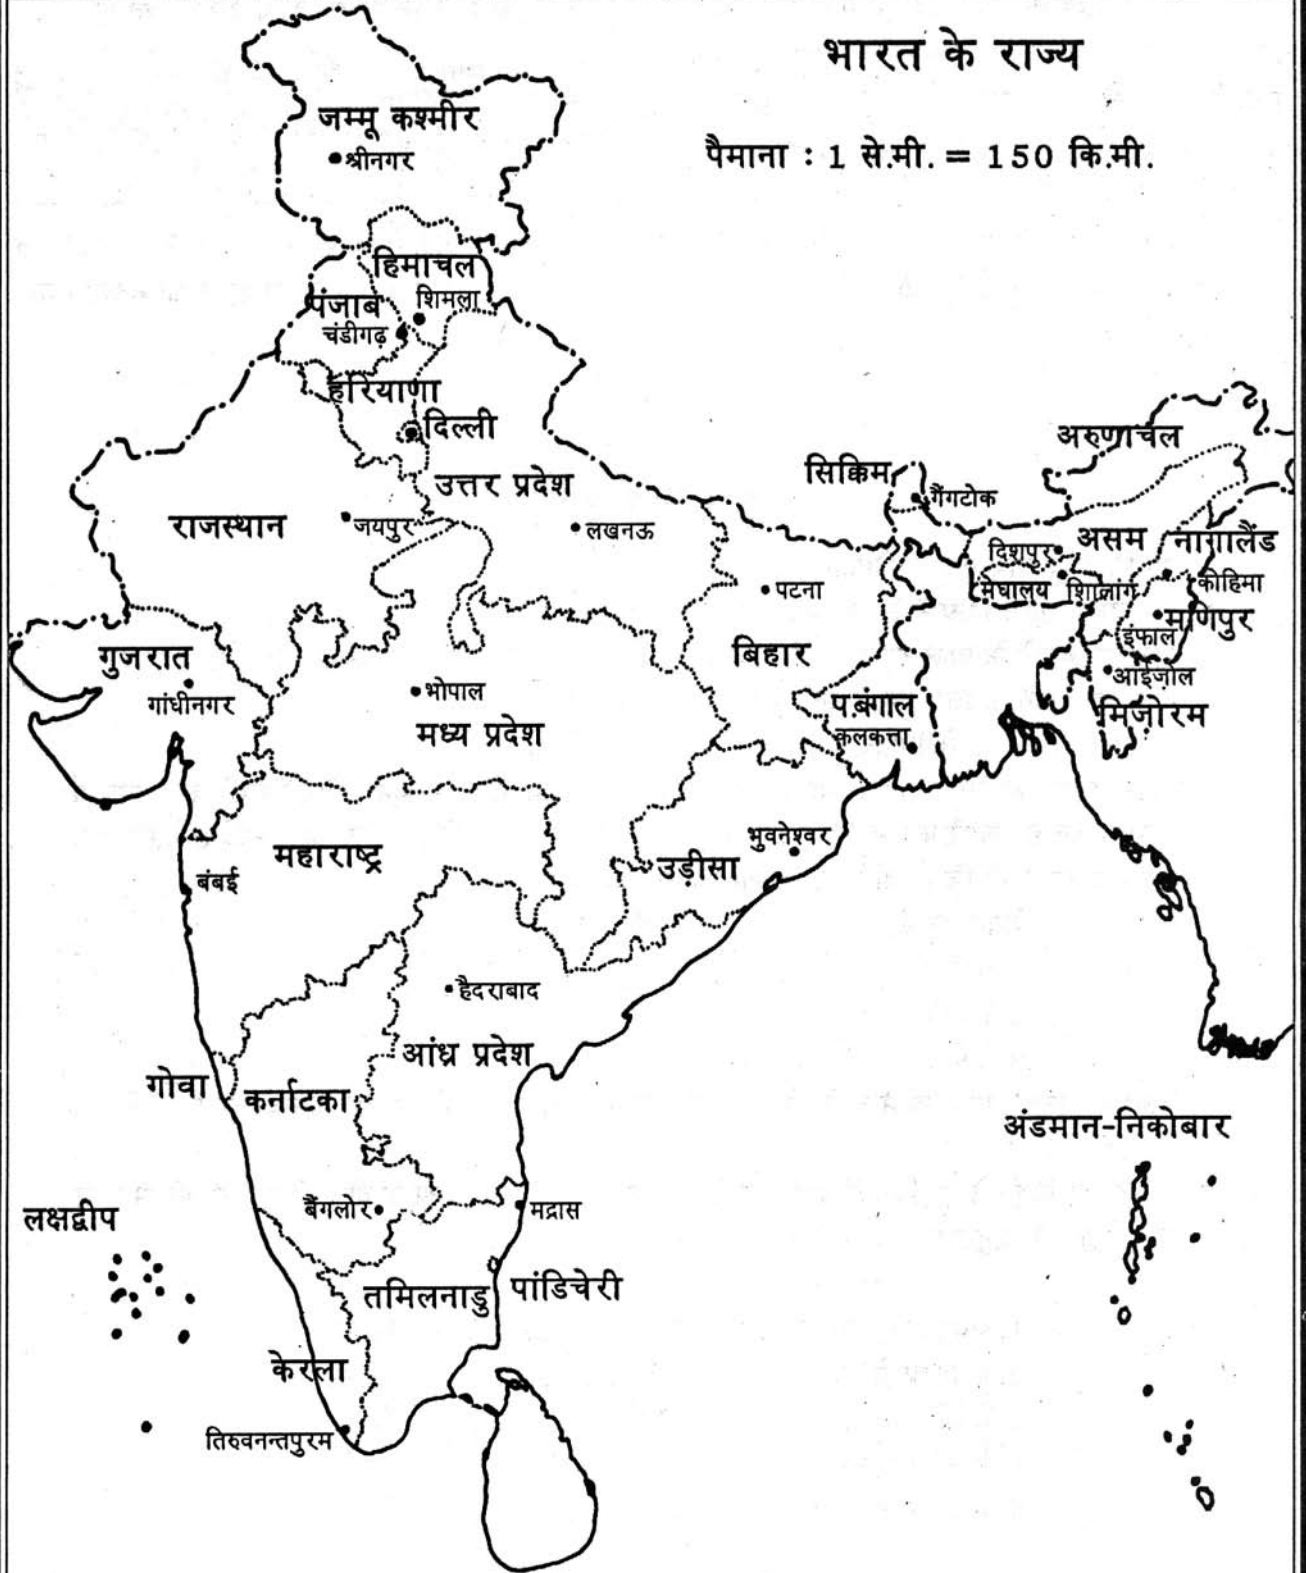 भारत के राज्य
पैमाना : 1 से.मी. = 150 कि.मी.
जम्मू कश्मीर
श्रीनगर
हिमाचल
शिमला
पंजाब
चंडीगढ़
हरियाणा
दिल्ली
उत्तर प्रदेश
लखनऊ
राजस्थान
जयपुर
सिक्किम
गैंगटोक
अरुणाचल
असम
दिशपुर
नागालैंड
कोहिमा
मेघालय
शिलांग
मणिपुर
इंफाल
आईज़ोल
मिज़ोरम
पटना
बिहार
प.बंगाल
कलकत्ता
गुजरात
गांधीनगर
भोपाल
मध्य प्रदेश
महाराष्ट्र
बंबई
उड़ीसा
भुवनेश्वर
हैदराबाद
आंध्र प्रदेश
गोवा
कर्नाटका
बैंगलोर
मद्रास
अंडमान-निकोबार
लक्षद्वीप
तमिलनाडु
पांडिचेरी
केरला
तिरुवनन्तपुरम